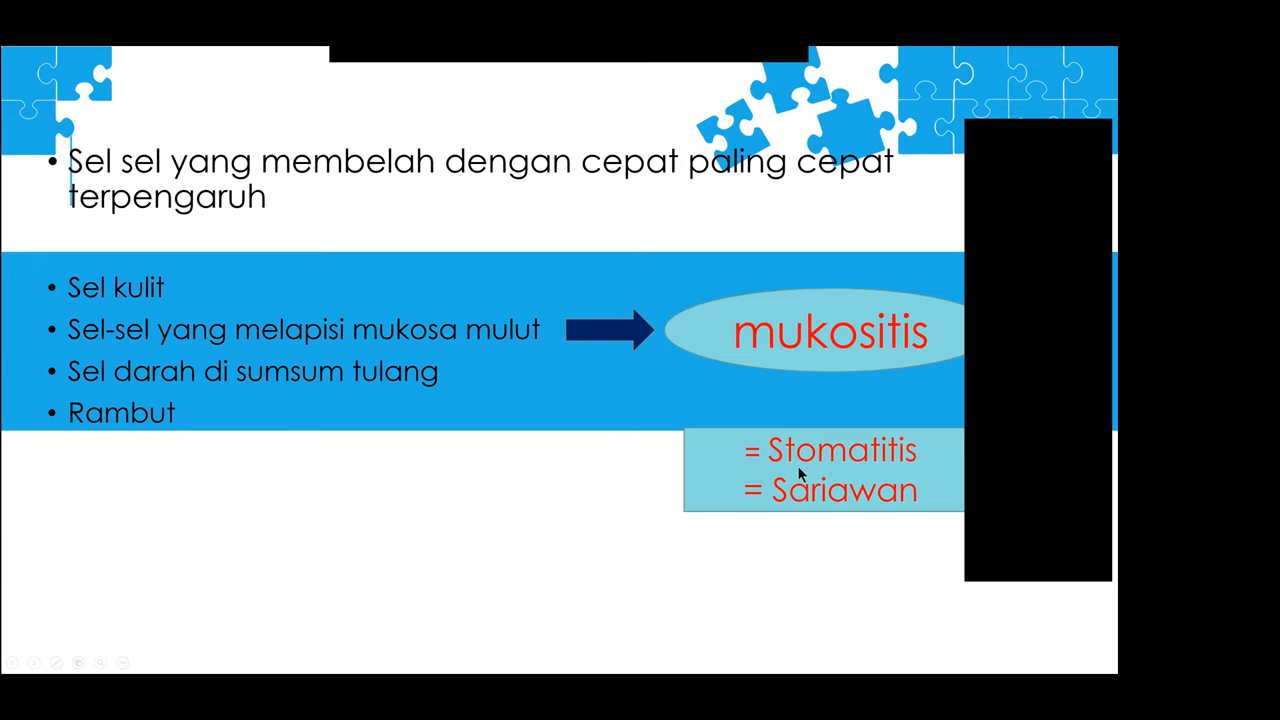 • Sel sel yang membelah dengan cepat paling cepat
terpengaruh
• Sel kulit
• Sel-sel yang melapisi mukosa mulut
mukositis
• Sel darah di sumsum tulang
• Rambut
= Stomatitis
= Sariawan